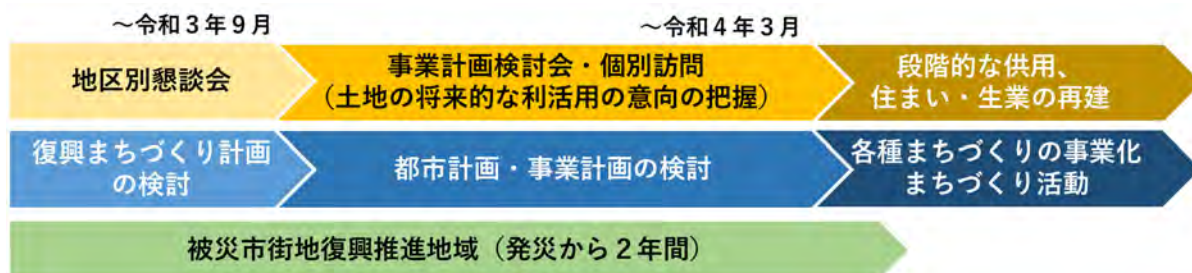 ～令和３年９月
～令和４年３月
地区別懇談会
事業計画検討会・個別訪問
（土地の将来的な利活用の意向の把握）
段階的な供用、
住まい・生業の再建
復興まちづくり計画
の検討
都市計画・事業計画の検討
各種まちづくりの事業化
まちづくり活動
被災市街地復興推進地域（発災から２年間）